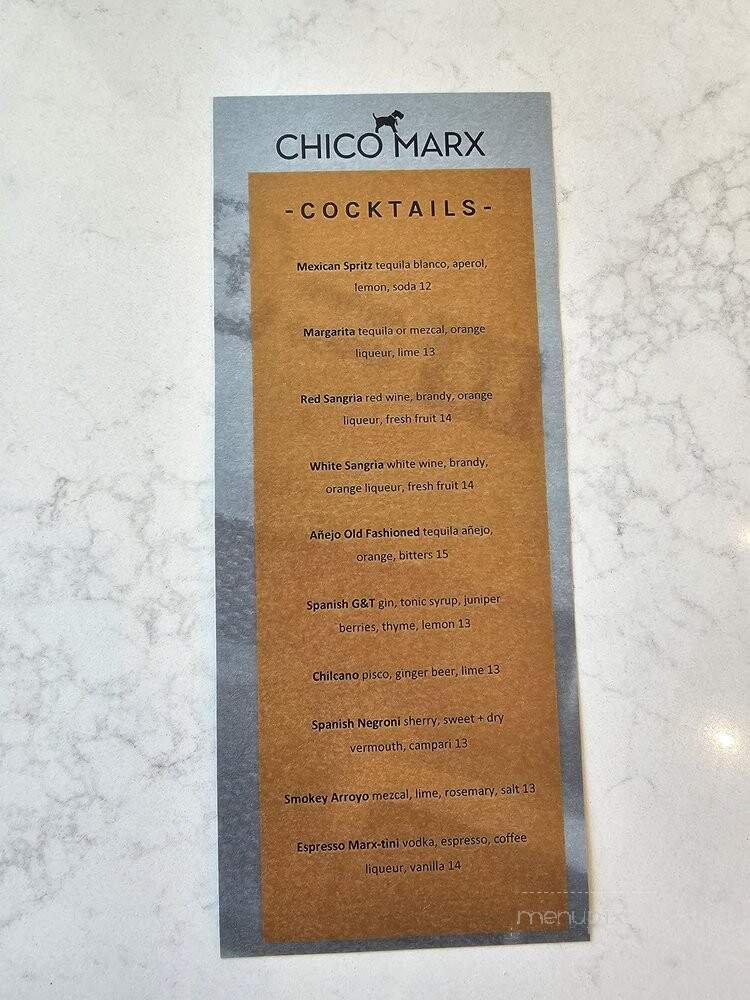 CHICO MARX
-COCKTAILS-
Mexican Spritz tequila blanco, aperol,
lemon, soda 12
Margarita tequila or mezcal, orange
liqueur, lime 13
Red Sangria red wine, brandy, orange
liqueur, fresh fruit 14
White Sangria white wine, brandy,
orange liqueur, fresh fruit 14
Añejo Old Fashioned tequila añejo,
orange, bitters 15
Spanish G&T gin, tonic syrup, juniper
berries, thyme, lemon 13
Chilcano pisco, ginger beer, lime 13
Spanish Negroni sherry, sweet + dry
vermouth, campari 13
Smokey Arroyo mezcal, lime, rosemary, salt 13
Espresso Marx-tini vodka, espresso, coffee
liqueur, vanilla 14